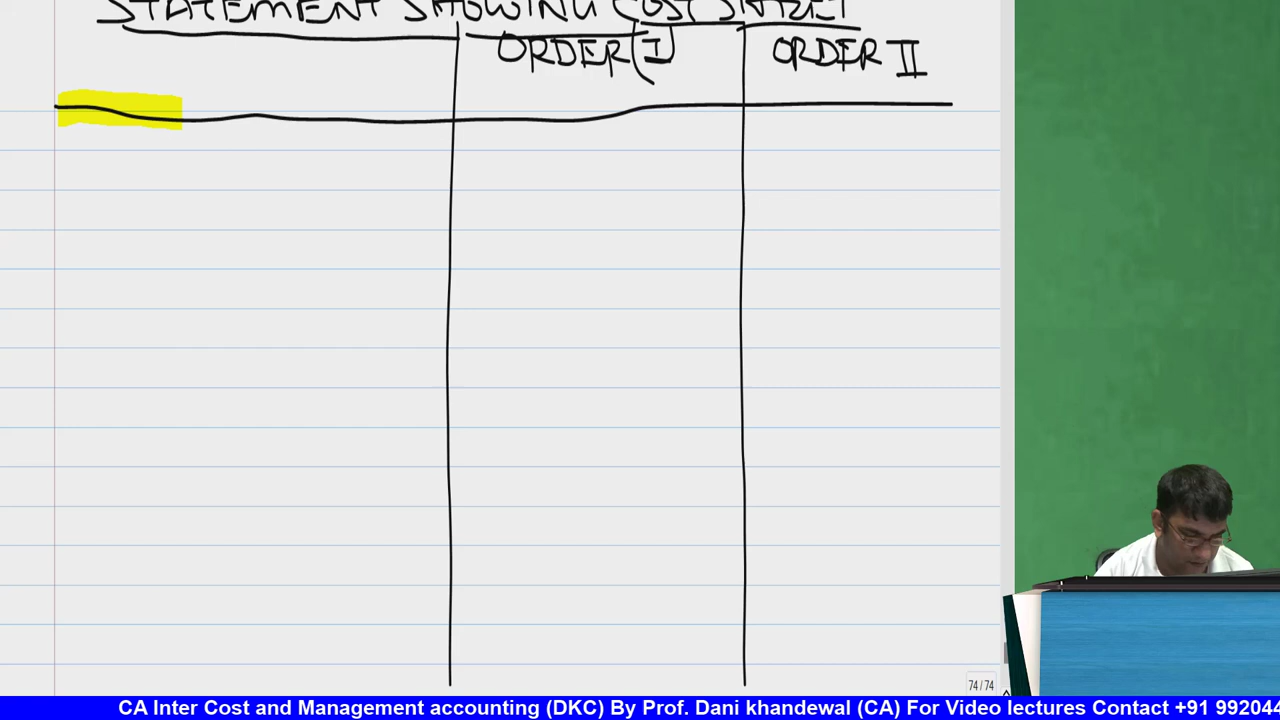 STATEMENT SHOWING COST SHEET
ORDER (I) ORDER II
74/74
CA Inter Cost and Management accounting (DKC) By Prof. Dani khandewal (CA) For Video lectures Contact +91 992044